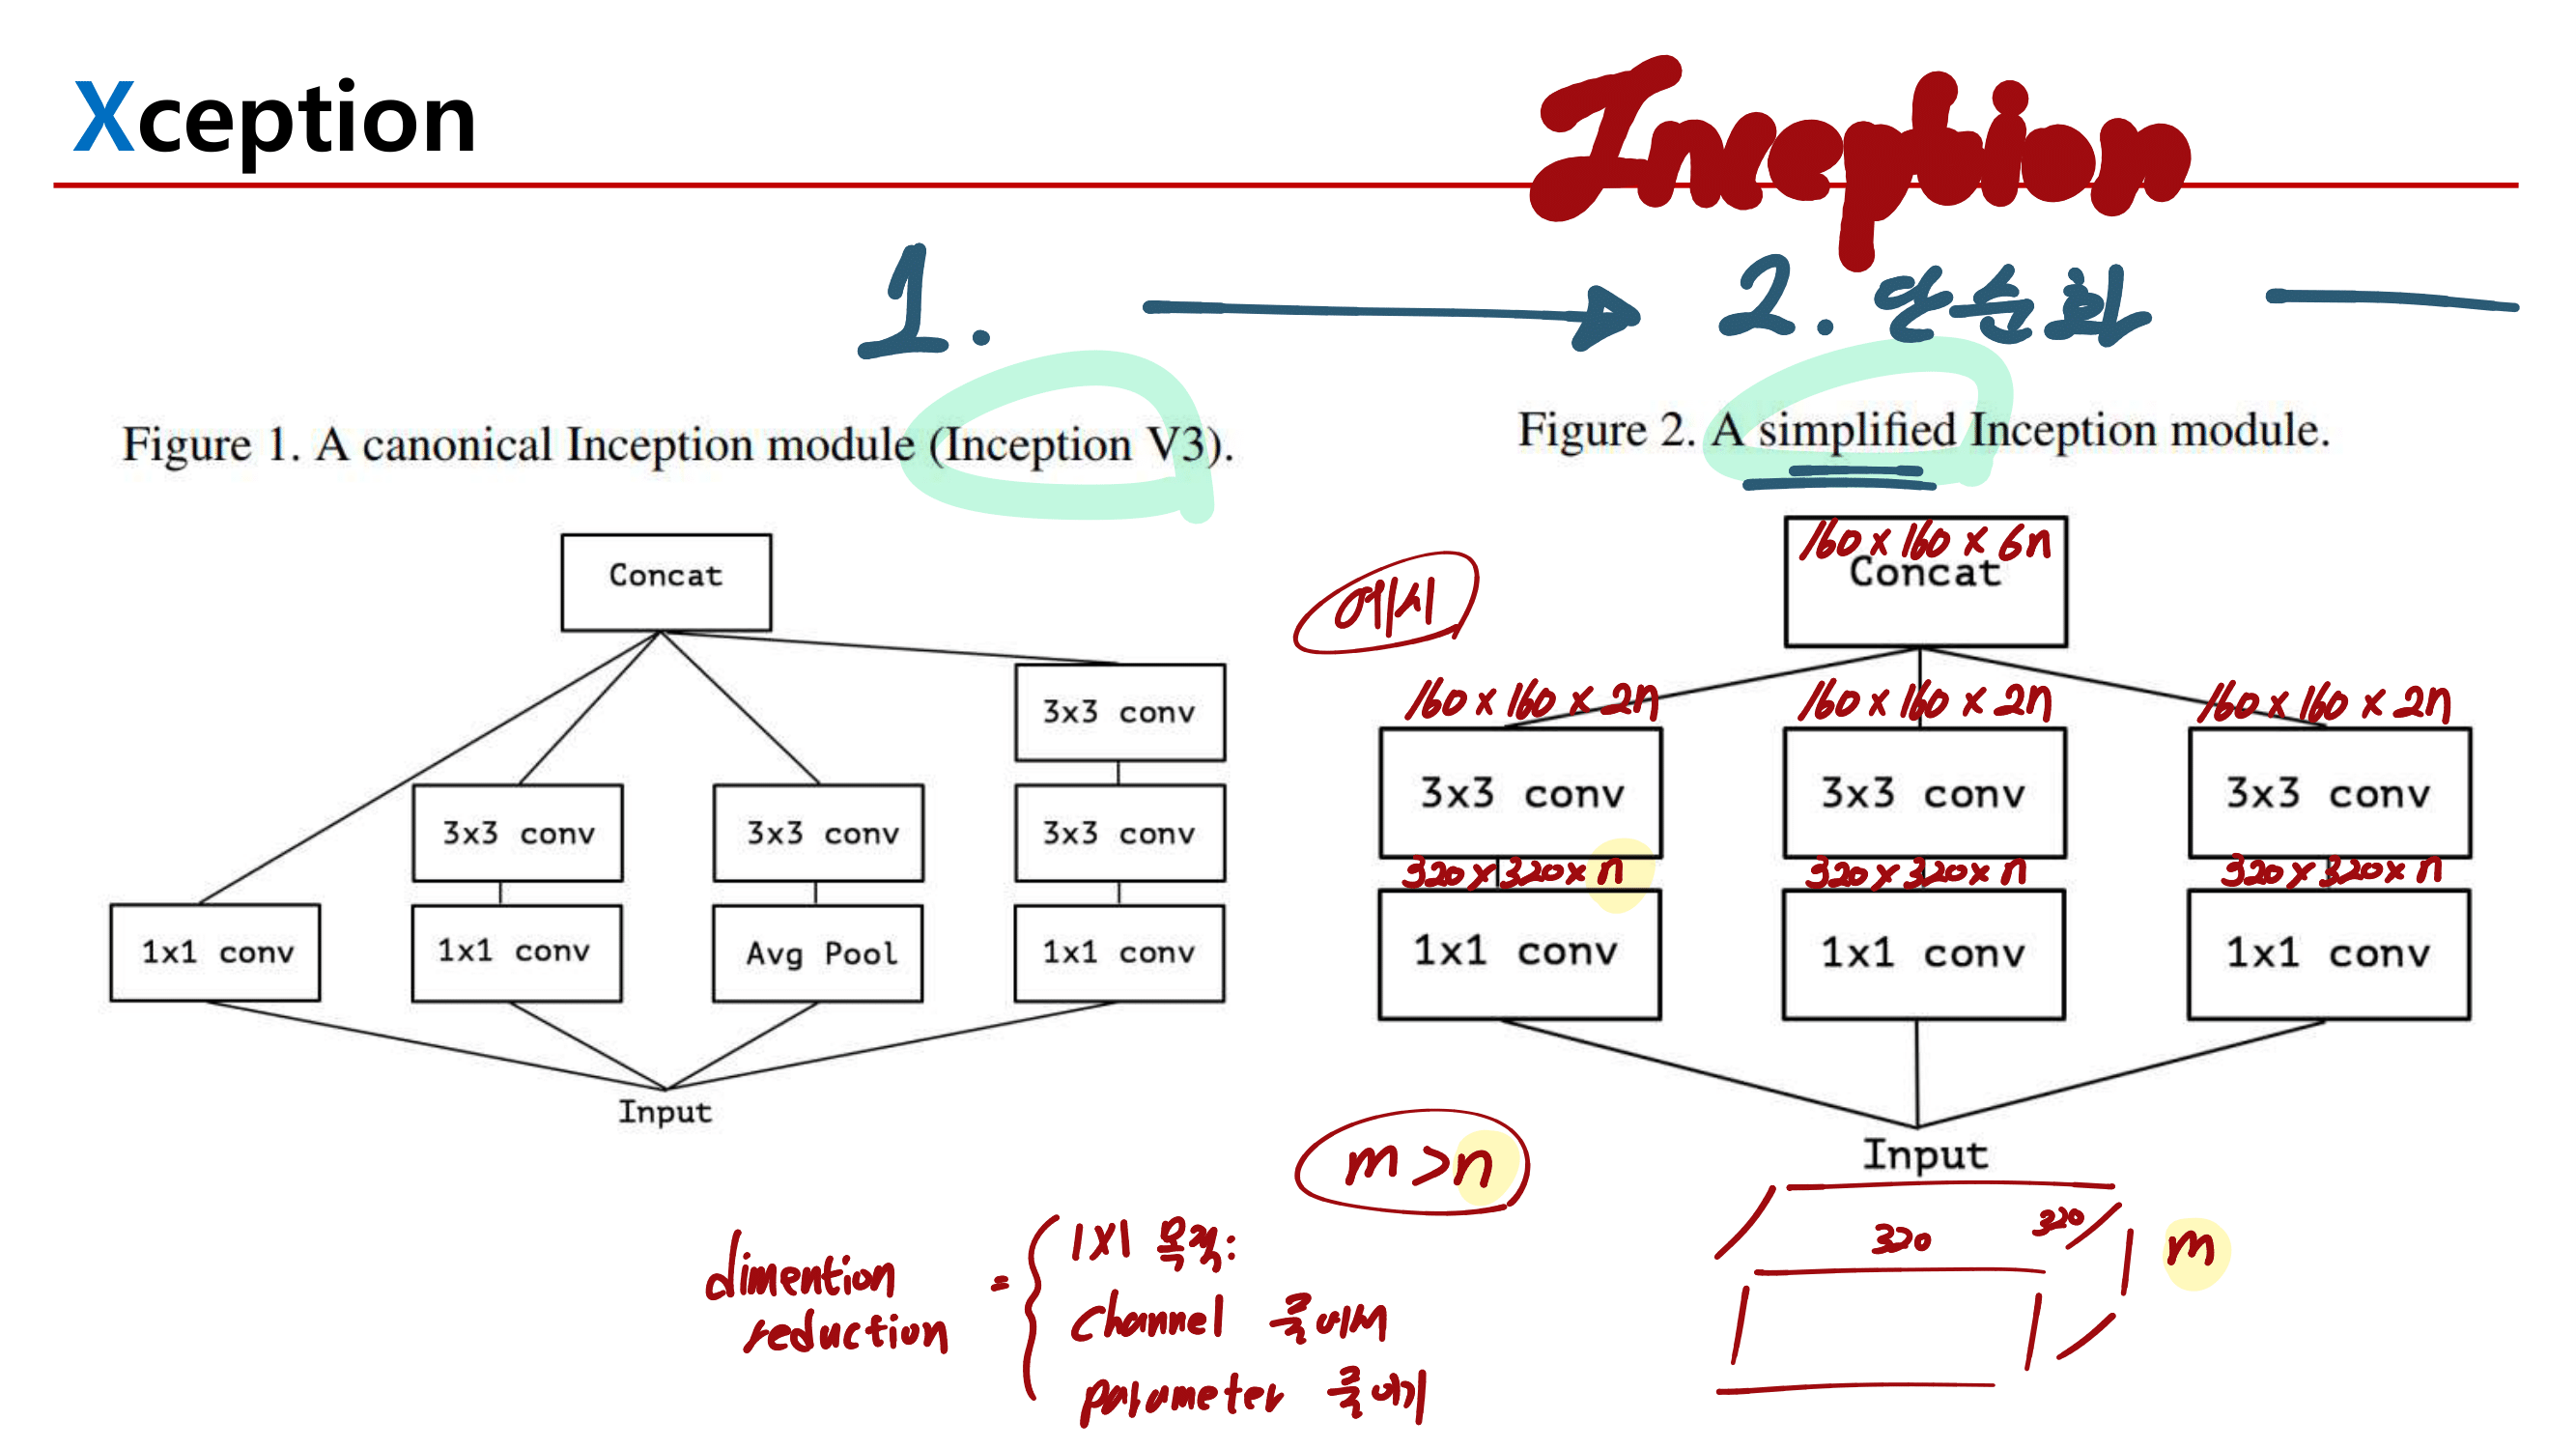 Xception
Inception
1.
2. 단순화
Figure 1. A canonical Inception module (Inception V3).
Figure 2. A simplified Inception module.
Concat
3x3 conv
3x3 conv
3x3 conv
3x3 conv
1x1 conv
1x1 conv
Avg Pool
1x1 conv
Input
예시
160 x 160 x 6n
Concat
160 x 160 x 2n
160 x 160 x 2n
160 x 160 x 2n
3x3 conv
3x3 conv
3x3 conv
320 x 320 x n
320 x 320 x n
320 x 320 x n
1x1 conv
1x1 conv
1x1 conv
Input
320
320
m
m > n
dimention
reduction
=
1X1 목적:
channel 줄여서
parameter 줄이기